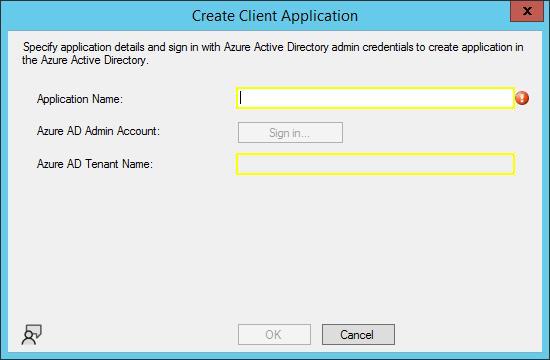 Create Client Application
x
Specify application details and sign in with Azure Active Directory admin credentials to create application in
the Azure Active Directory.
Application Name:
Azure AD Admin Account:
Sign in...
Azure AD Tenant Name:
OK
Cancel